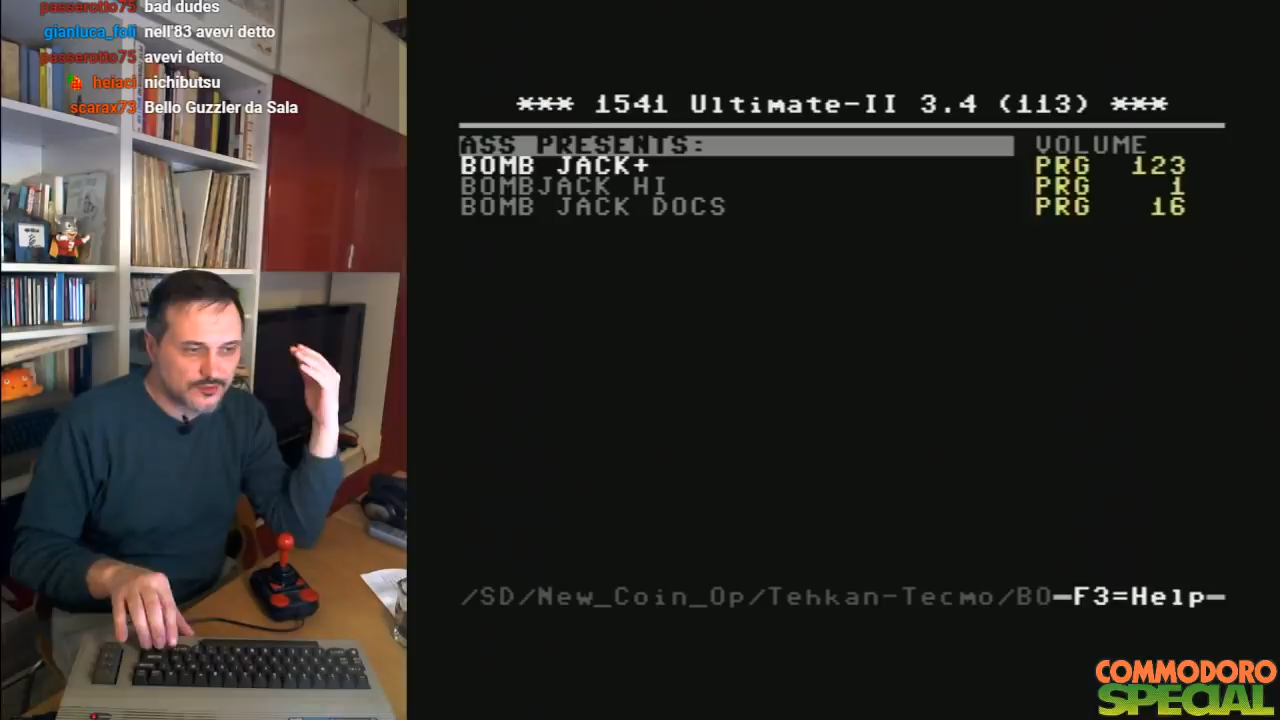 passerotto75 bad dudes
gianluca_foli nell'83 avevi detto
passerotto75 avevi detto
heiaci nichibutsu
scarax73 Bello Guzzler da Sala
*** 1541 Ultimate-II 3.4 (113) ***
ASS PRESENTS: VOLUME
BOMB JACK+ PRG 123
BOMBJACK HI PRG 1
BOMB JACK DOCS PRG 16
/SD/New_Coin_Op/Tehkan-Tecmo/BO-F3=Help-
COMMODORO
SPECIAL